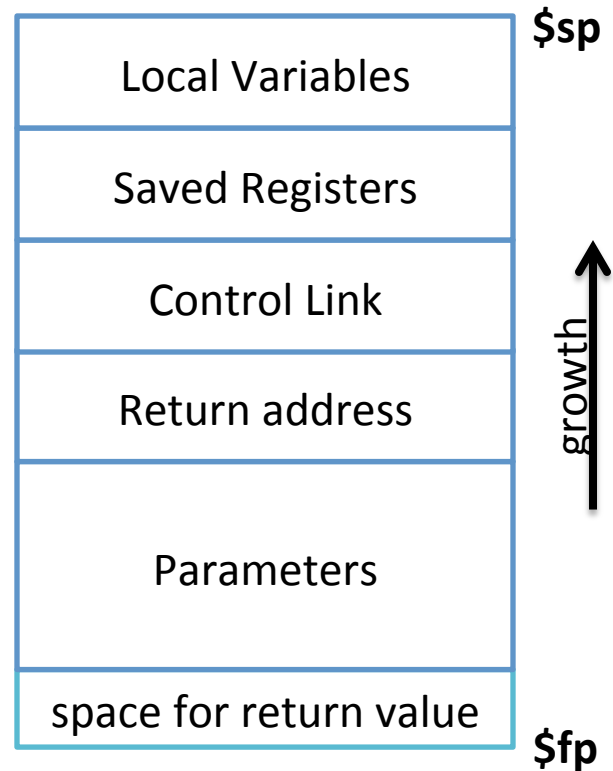 $sp
Local Variables
Saved Registers
Control Link
Return address
growth
Parameters
space for return value
$fp